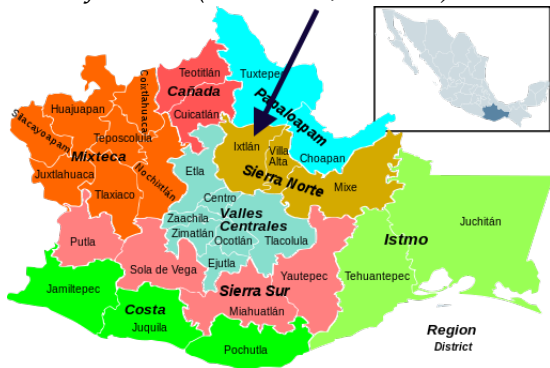 Teotitlán
Cañada
Cuicatlán
Tuxtepec
Papaloapam
Choapan
Coixtlahuaca
Huajuapan
Silacayoapam
Teposcolula
Mixteca
Juxtlahuaca
Nochixtlán
Tlaxiaco
Ixtlán
Villa
Alta
Sierra Norte
Mixe
Etla
Centro
Valles
Centrales
Zaachila
Zimatlán
Ocotlán
Tlacolula
Ejutla
Putla
Sola de Vega
Yautepec
Sierra Sur
Miahuatlán
Jamiltepec
Costa
Juquila
Pochutla
Juchitán
Istmo
Tehuantepec
Region
District